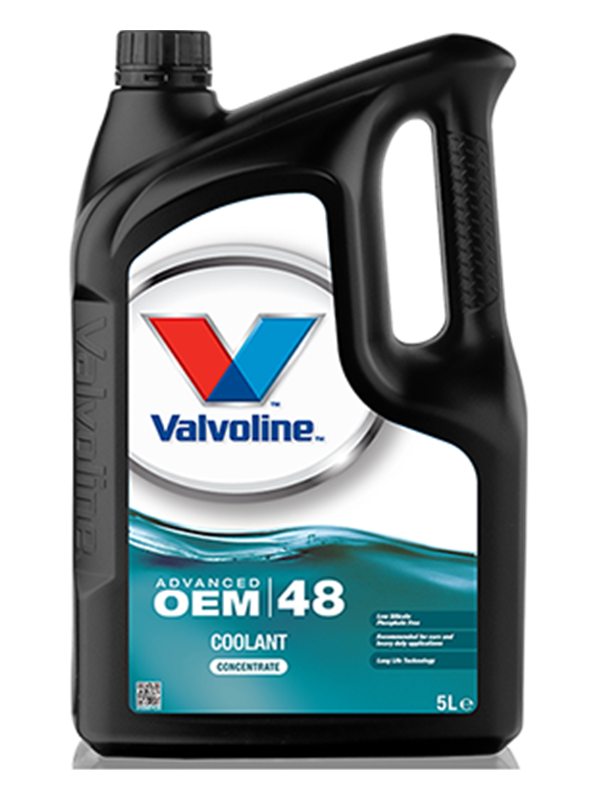 Valvoline
Valvoline™
ADVANCED
OEM|48
COOLANT
CONCENTRATE
Low Silicate
Phosphate Free
Recommended for cars and
heavy duty applications
Long Life Technology
5L℮